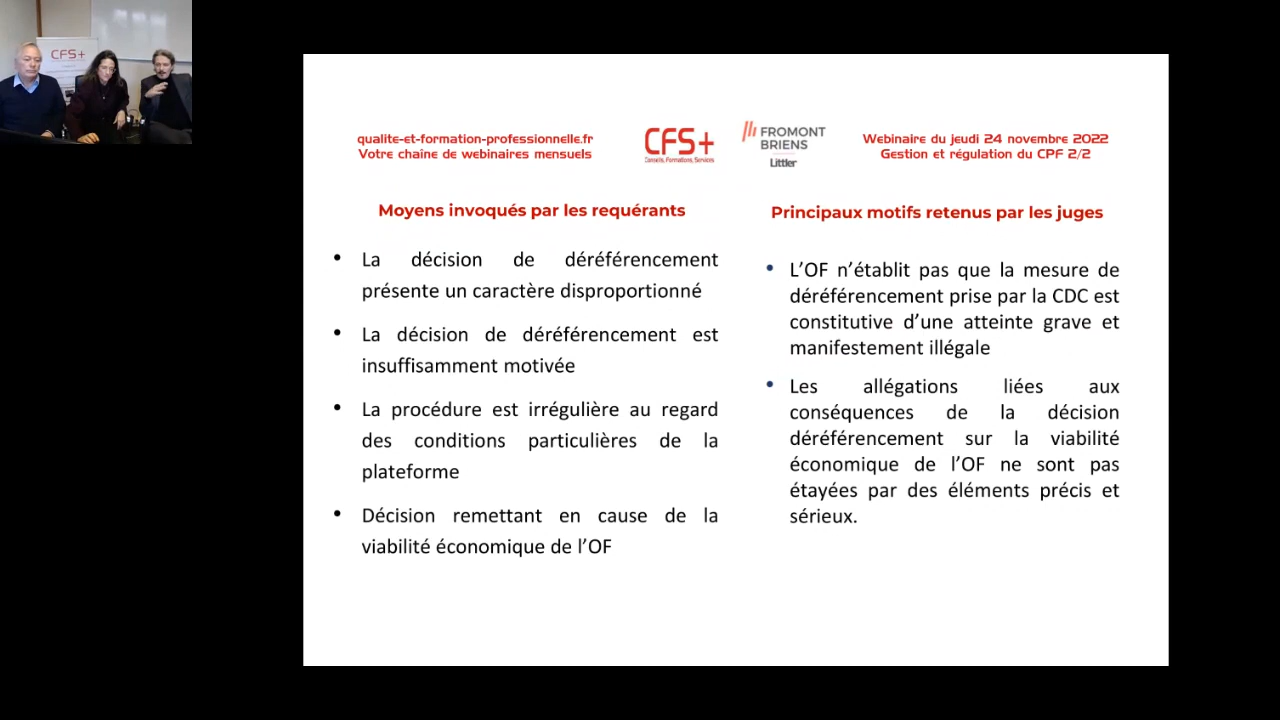 CFS+
qualite-et-formation-professionnelle.fr
Votre chaîne de webinaires mensuels
CFS+
Conseils, Formations, Services
FROMONT
BRIENS
Littler
Webinaire du jeudi 24 novembre 2022
Gestion et régulation du CPF 2/2
Moyens invoqués par les requérants
• La décision de déréférencement
présente un caractère disproportionné
• La décision de déréférencement est
insuffisamment motivée
• La procédure est irrégulière au regard
des conditions particulières de la
plateforme
• Décision remettant en cause de la
viabilité économique de l’OF
Principaux motifs retenus par les juges
• L’OF n’établit pas que la mesure de
déréférencement prise par la CDC est
constitutive d’une atteinte grave et
manifestement illégale
• Les allégations liées aux
conséquences de la décision
déréférencement sur la viabilité
économique de l’OF ne sont pas
étayées par des éléments précis et
sérieux.